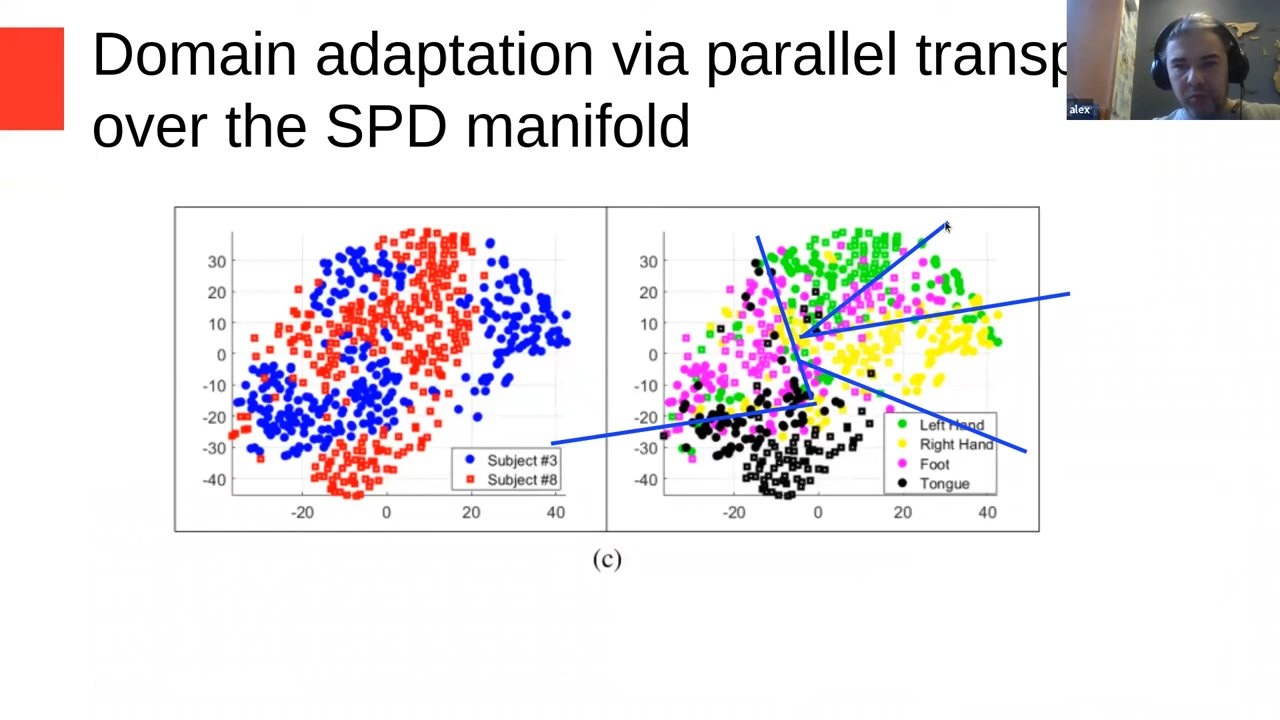 Domain adaptation via parallel transp
over the SPD manifold
alex
30
20
10
0
-10
-20
-30
-40
-20
0
20
40
Subject #3
Subject #8
30
20
10
0
-10
-20
-30
-40
-20
0
20
40
Left Hand
Right Hand
Foot
Tongue
(c)